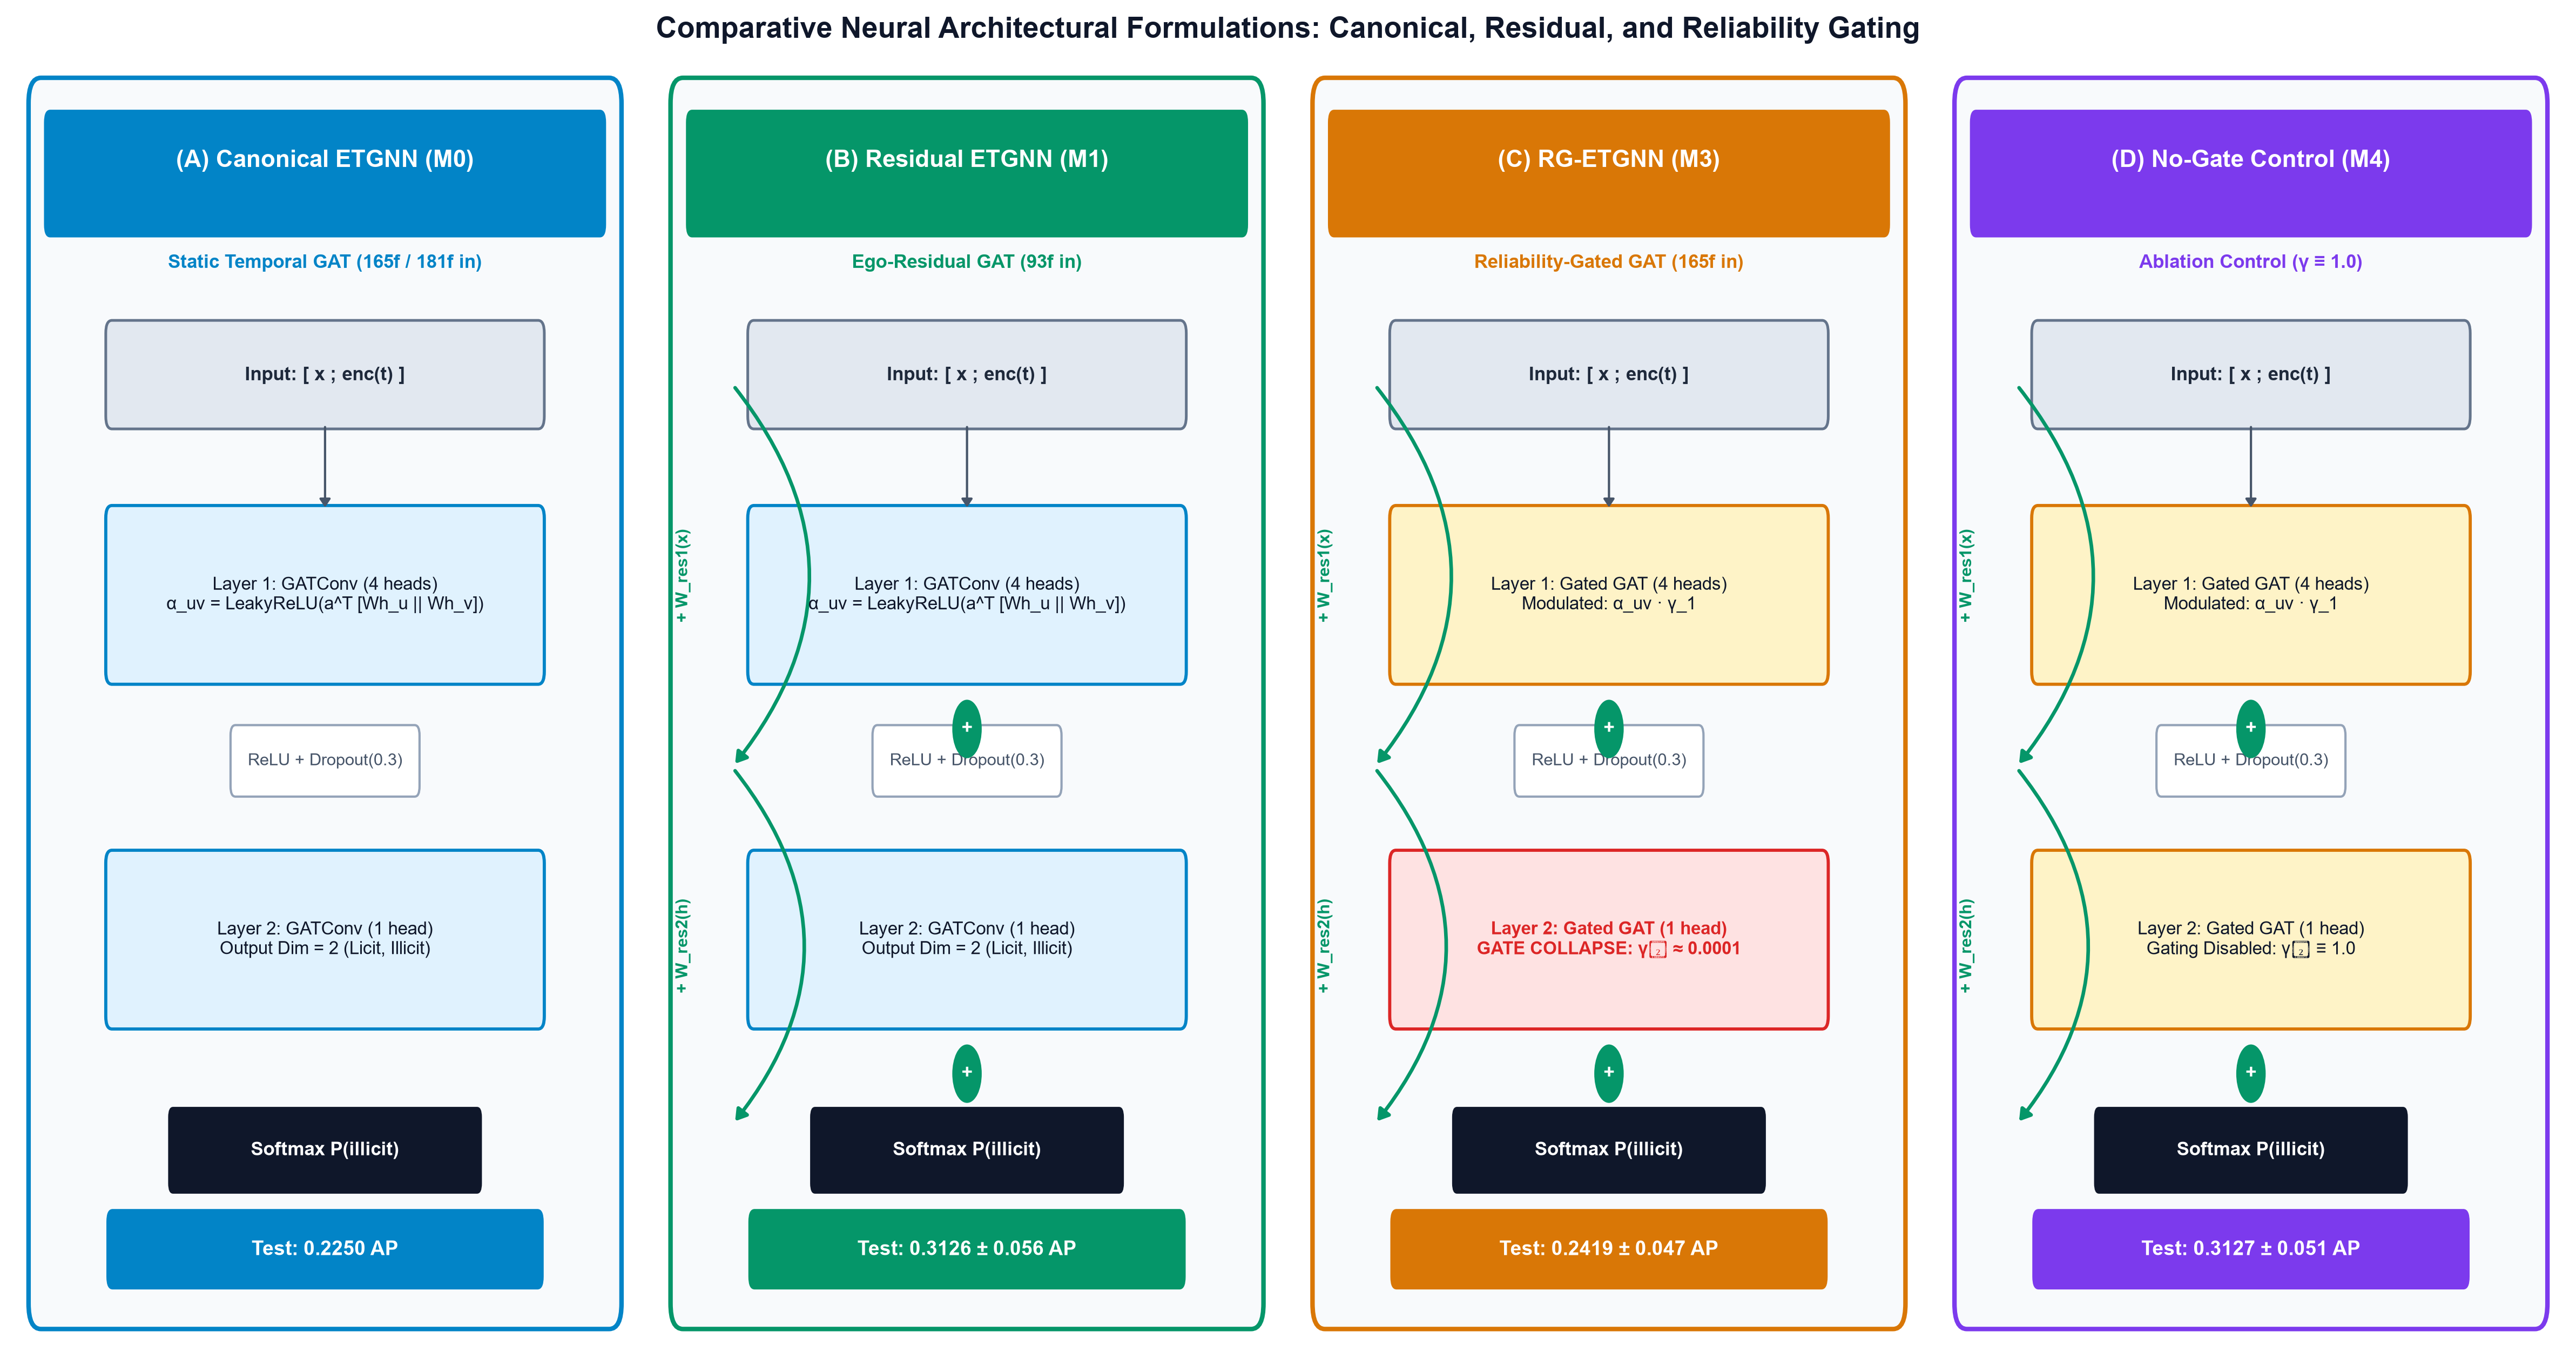 Comparative Neural Architectural Formulations: Canonical, Residual, and Reliability Gating
(A) Canonical ETGNN (M0)
Static Temporal GAT (165f / 181f in)
Input: [ x ; enc(t) ]
Layer 1: GATConv (4 heads)
α_uv = LeakyReLU(a^T [Wh_u || Wh_v])
ReLU + Dropout(0.3)
Layer 2: GATConv (1 head)
Output Dim = 2 (Licit, Illicit)
Softmax P(illicit)
Test: 0.2250 AP
(B) Residual ETGNN (M1)
Ego-Residual GAT (93f in)
Input: [ x ; enc(t) ]
+ W_res1(x)
Layer 1: GATConv (4 heads)
α_uv = LeakyReLU(a^T [Wh_u || Wh_v])
+
ReLU + Dropout(0.3)
+ W_res2(h)
Layer 2: GATConv (1 head)
Output Dim = 2 (Licit, Illicit)
+
Softmax P(illicit)
Test: 0.3126 ± 0.056 AP
(C) RG-ETGNN (M3)
Reliability-Gated GAT (165f in)
Input: [ x ; enc(t) ]
+ W_res1(x)
Layer 1: Gated GAT (4 heads)
Modulated: α_uv · γ_1
+
ReLU + Dropout(0.3)
+ W_res2(h)
Layer 2: Gated GAT (1 head)
GATE COLLAPSE: γ₂ ≈ 0.0001
+
Softmax P(illicit)
Test: 0.2419 ± 0.047 AP
(D) No-Gate Control (M4)
Ablation Control (γ ≡ 1.0)
Input: [ x ; enc(t) ]
+ W_res1(x)
Layer 1: Gated GAT (4 heads)
Modulated: α_uv · γ_1
+
ReLU + Dropout(0.3)
+ W_res2(h)
Layer 2: Gated GAT (1 head)
Gating Disabled: γ₂ ≡ 1.0
+
Softmax P(illicit)
Test: 0.3127 ± 0.051 AP